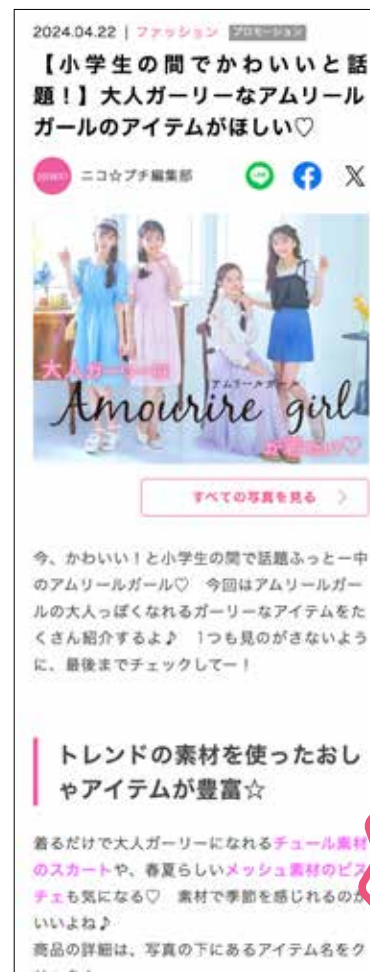 2024.04.22 | ファッション プロモーション
【小学生の間でかわいいと話
題！】大人ガーリーなアムリール
ガールのアイテムがほしい♡
ニコ☆プチ編集部
LINE
大人ガーリーな
アムリールガール
Amourire girl
すべての写真を見る
今、かわいい！と小学生の間で話題ふっとー中
のアムリールガール♡ 今回はアムリールガー
ルの大人っぽくなれるガーリーなアイテムをた
くさん紹介するよ♪ 1つも見のがさないよう
に、最後までチェックしてー！
トレンドの素材を使ったおし
ゃアイテムが豊富☆
着るだけで大人ガーリーになれるチュール素材
のスカートや、春夏らしいメッシュ素材のビス
チェも気になる♡ 素材で季節を感じれるのが
いいよね♪
商品の詳細は、写真の下にあるアイテム名をク